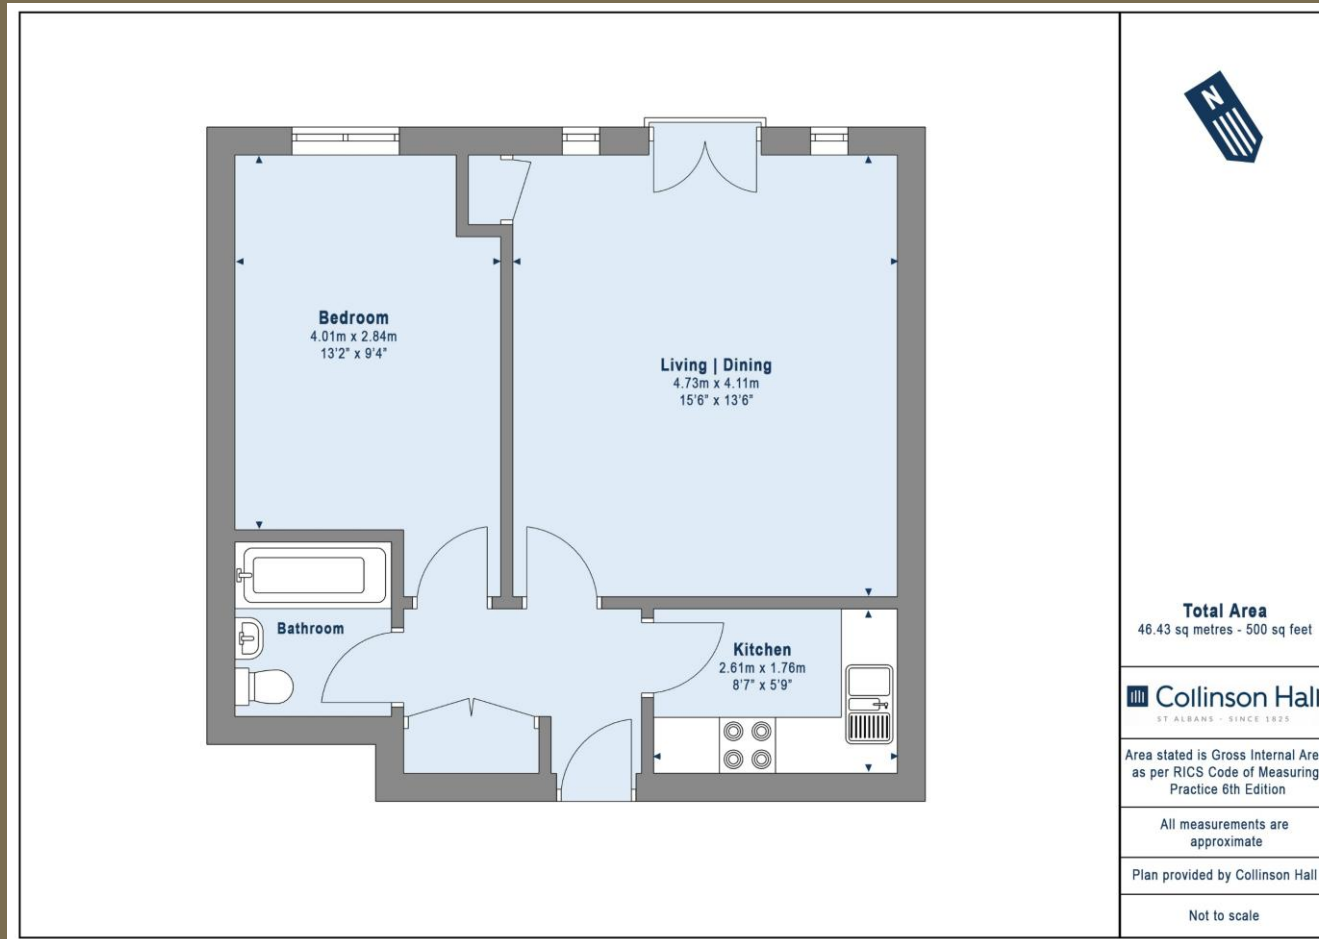 N
Bedroom
4.01m x 2.84m
13'2" x 9'4"
Living | Dining
4.73m x 4.11m
15'6" x 13'6"
Bathroom
Kitchen
2.61m x 1.76m
8'7" x 5'9"
Total Area
46.43 sq metres - 500 sq feet
Collinson Hall
ST ALBANS - SINCE 1825
Area stated is Gross Internal Are
as per RICS Code of Measuring
Practice 6th Edition
All measurements are
approximate
Plan provided by Collinson Hall
Not to scale